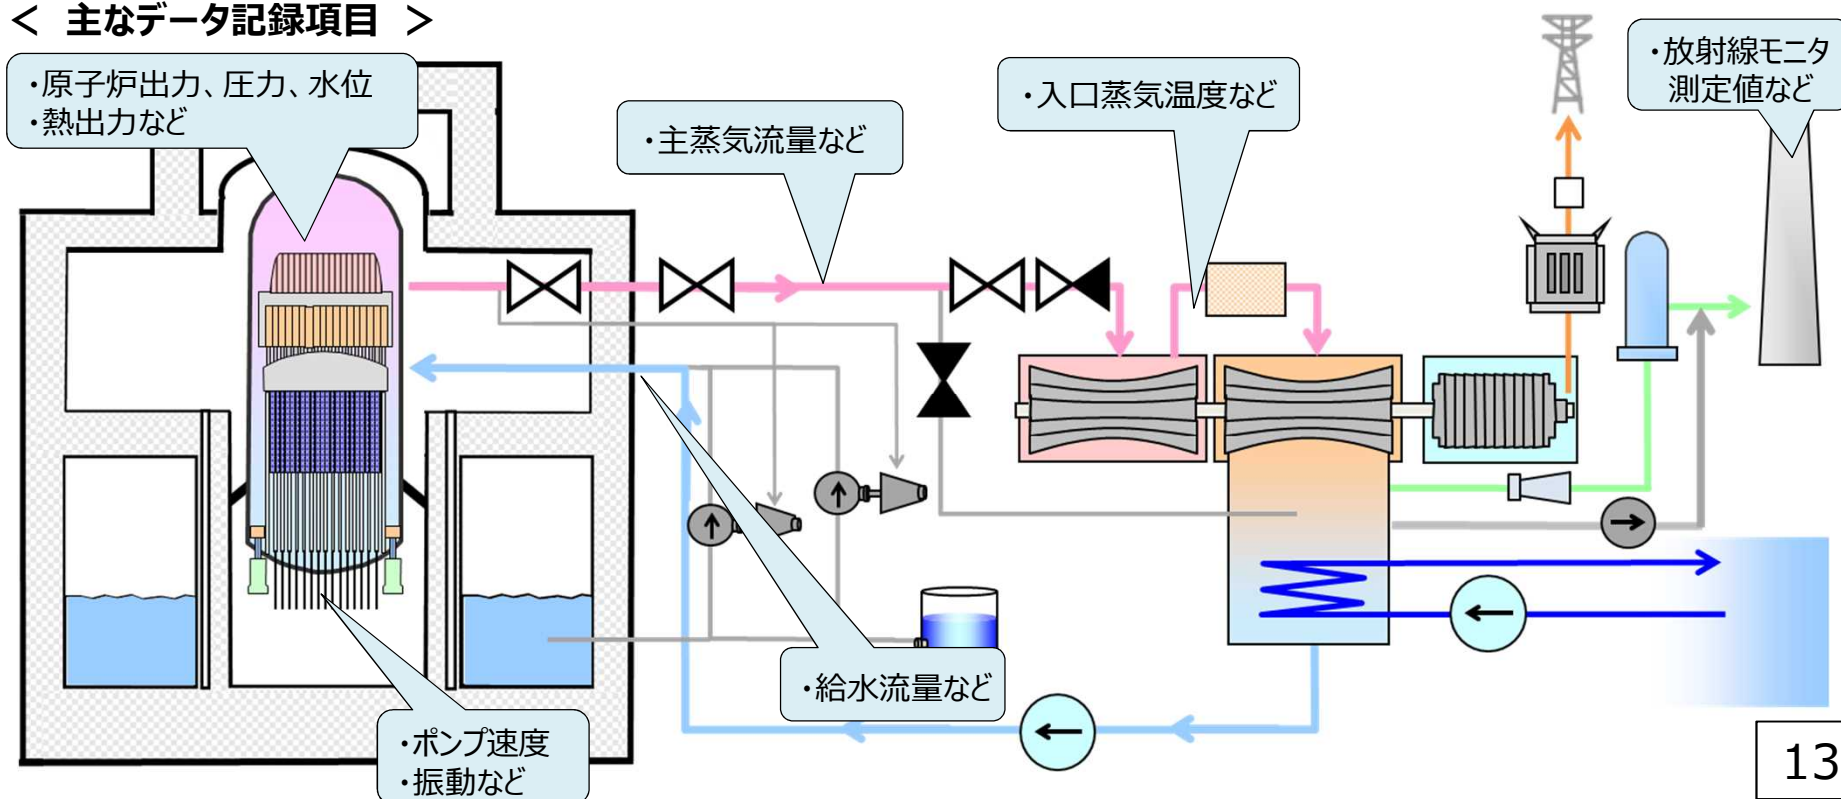 ＜ 主なデータ記録項目 ＞
・原子炉出力、圧力、水位
・熱出力など
・主蒸気流量など
・入口蒸気温度など
・放射線モニタ
測定値など
・給水流量など
・ポンプ速度
・振動など
13